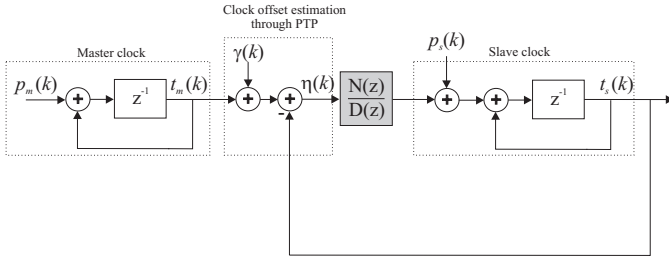 Clock offset estimation
through PTP
Master clock
Slave clock
γ(k)
p_s(k)
p_m(k)
+
z⁻¹
t_m(k)
+
+
-
η(k)
N(z)
D(z)
+
+
z⁻¹
t_s(k)